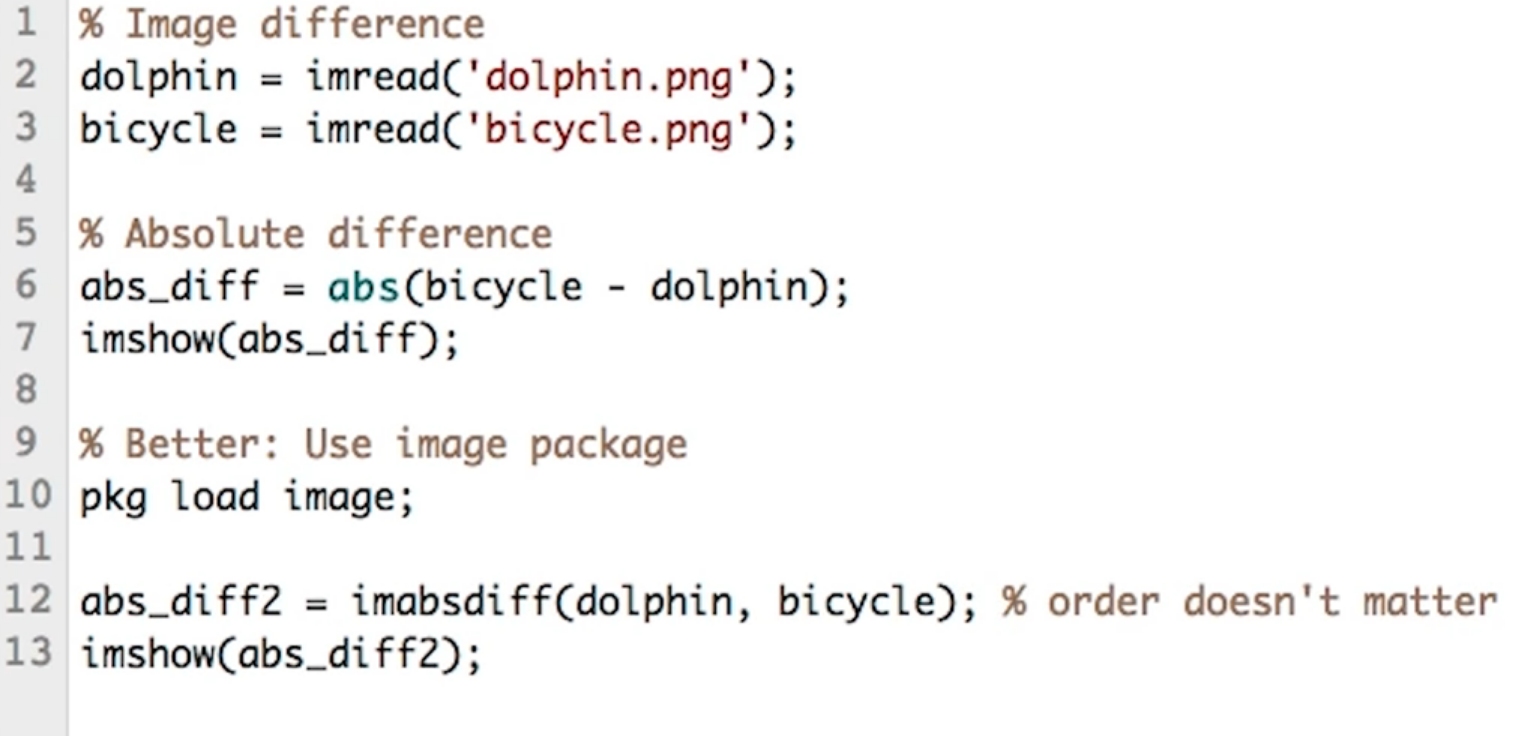 1 % Image difference
2 dolphin = imread('dolphin.png');
3 bicycle = imread('bicycle.png');
4
5 % Absolute difference
6 abs_diff = abs(bicycle - dolphin);
7 imshow(abs_diff);
8
9 % Better: Use image package
10 pkg load image;
11
12 abs_diff2 = imabsdiff(dolphin, bicycle); % order doesn't matter
13 imshow(abs_diff2);